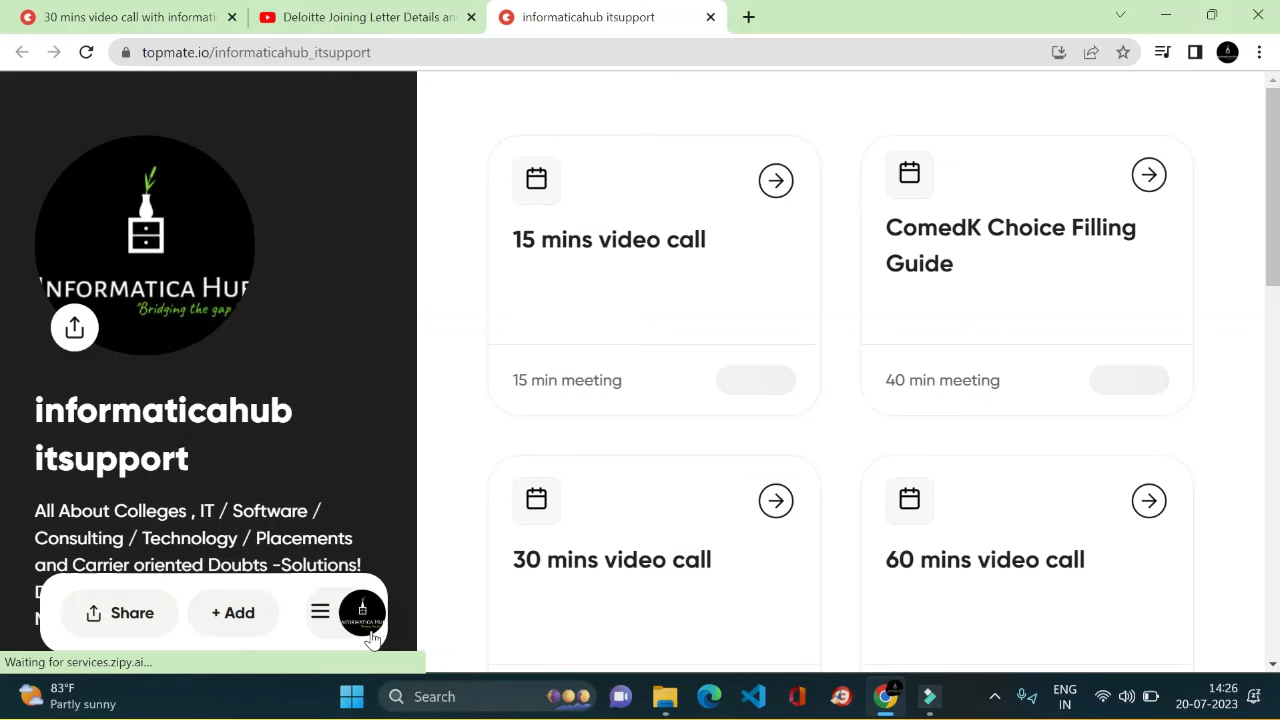 30 mins video call with informati
Deloitte Joining Letter Details an
informaticahub itsupport
topmate.io/informaticahub_itsupport
INFORMATICA HUB
"Bridging the gap
informaticahub
itsupport
All About Colleges , IT / Software /
Consulting / Technology / Placements
and Carrier oriented Doubts -Solutions!
Share
+ Add
Waiting for services.zipy.ai...
15 mins video call
15 min meeting
ComedK Choice Filling
Guide
40 min meeting
30 mins video call
60 mins video call
83°F
Partly sunny
Search
ENG
IN
14:26
20-07-2023